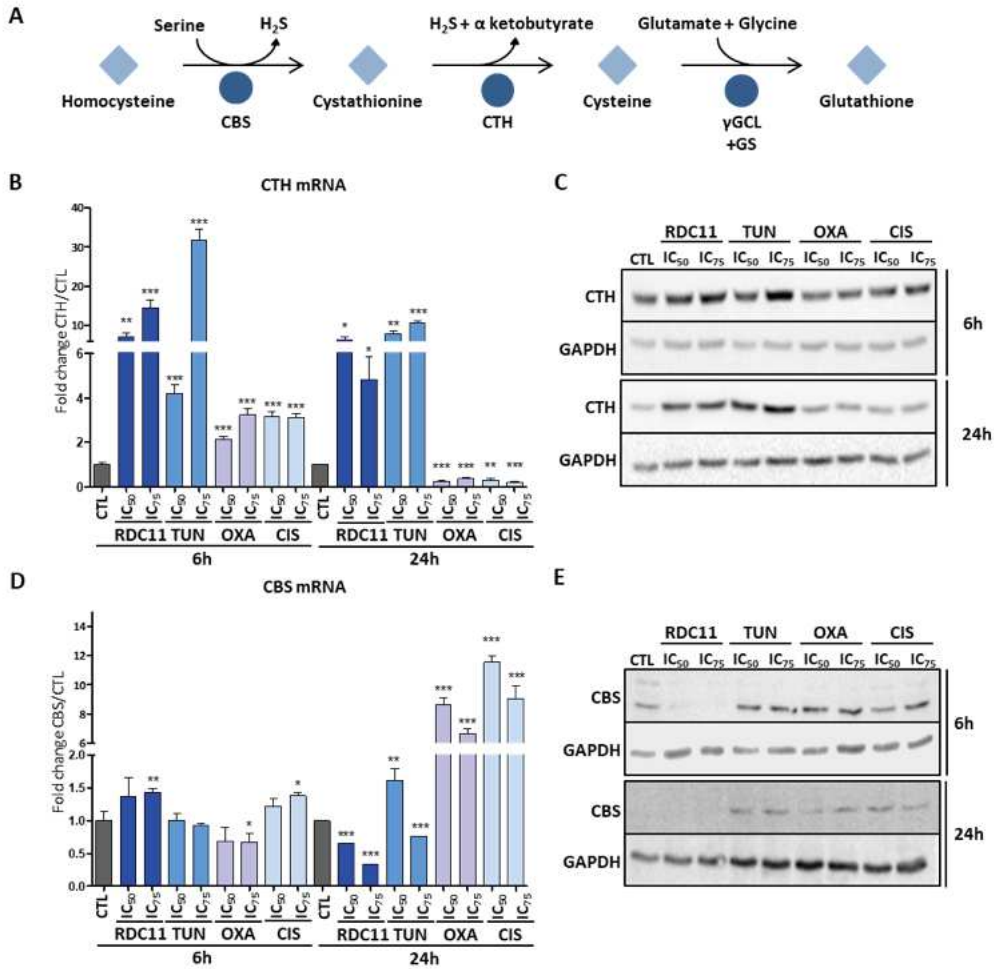 A
Serine H₂S H₂S + α ketobutyrate Glutamate + Glycine
Homocysteine Cystathionine Cysteine Glutathione
CBS CTH γGCL
+GS
B
CTH mRNA
Fold change CTH/CTL
40
30
20
10
6
4
2
0
** *** *** *** *** *** *** *** * * ** *** *** *** ** ***
CTL IC₅₀ IC₇₅ IC₅₀ IC₇₅ IC₅₀ IC₇₅ IC₅₀ IC₇₅ CTL IC₅₀ IC₇₅ IC₅₀ IC₇₅ IC₅₀ IC₇₅ IC₅₀ IC₇₅
RDC11 TUN OXA CIS RDC11 TUN OXA CIS
6h 24h
C
RDC11 TUN OXA CIS
CTL IC₅₀ IC₇₅ IC₅₀ IC₇₅ IC₅₀ IC₇₅ IC₅₀ IC₇₅
CTH
GAPDH
6h
CTH
GAPDH
24h
D
CBS mRNA
Fold change CBS/CTL
14
12
10
8
6
2.0
1.5
1.0
0.5
0.0
** * * *** *** ** *** *** *** *** ***
CTL IC₅₀ IC₇₅ IC₅₀ IC₇₅ IC₅₀ IC₇₅ IC₅₀ IC₇₅ CTL IC₅₀ IC₇₅ IC₅₀ IC₇₅ IC₅₀ IC₇₅ IC₅₀ IC₇₅
RDC11 TUN OXA CIS RDC11 TUN OXA CIS
6h 24h
E
RDC11 TUN OXA CIS
CTL IC₅₀ IC₇₅ IC₅₀ IC₇₅ IC₅₀ IC₇₅ IC₅₀ IC₇₅
CBS
GAPDH
6h
CBS
GAPDH
24h